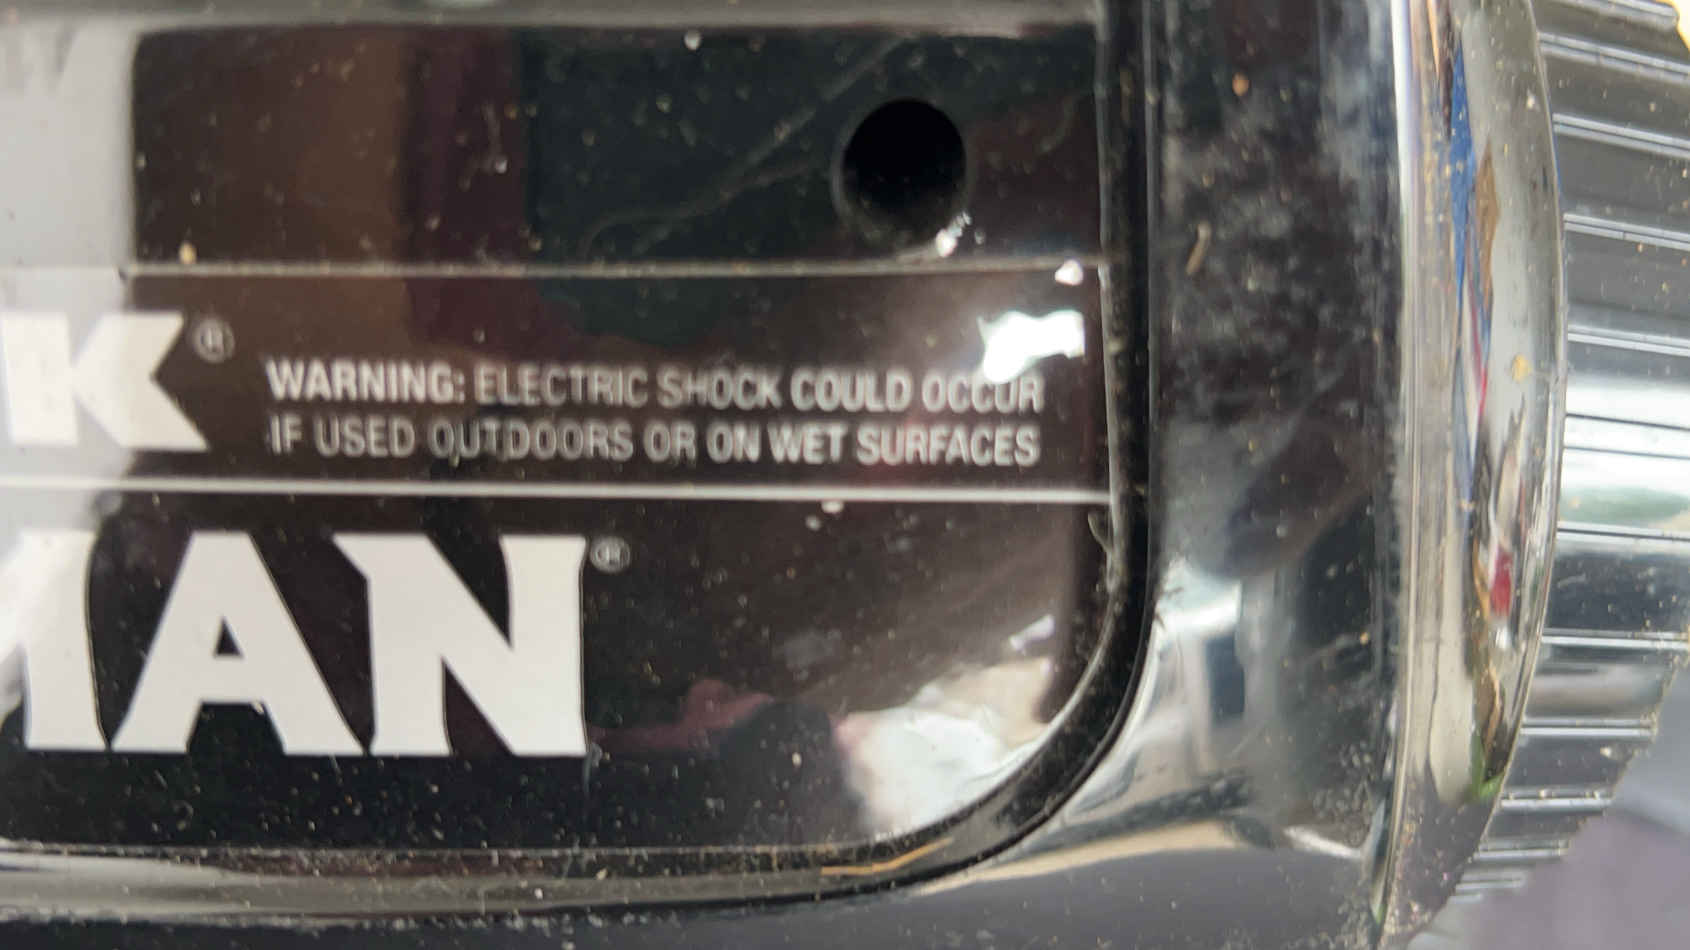 K®
WARNING: ELECTRIC SHOCK COULD OCCUR
IF USED OUTDOORS OR ON WET SURFACES
MAN®